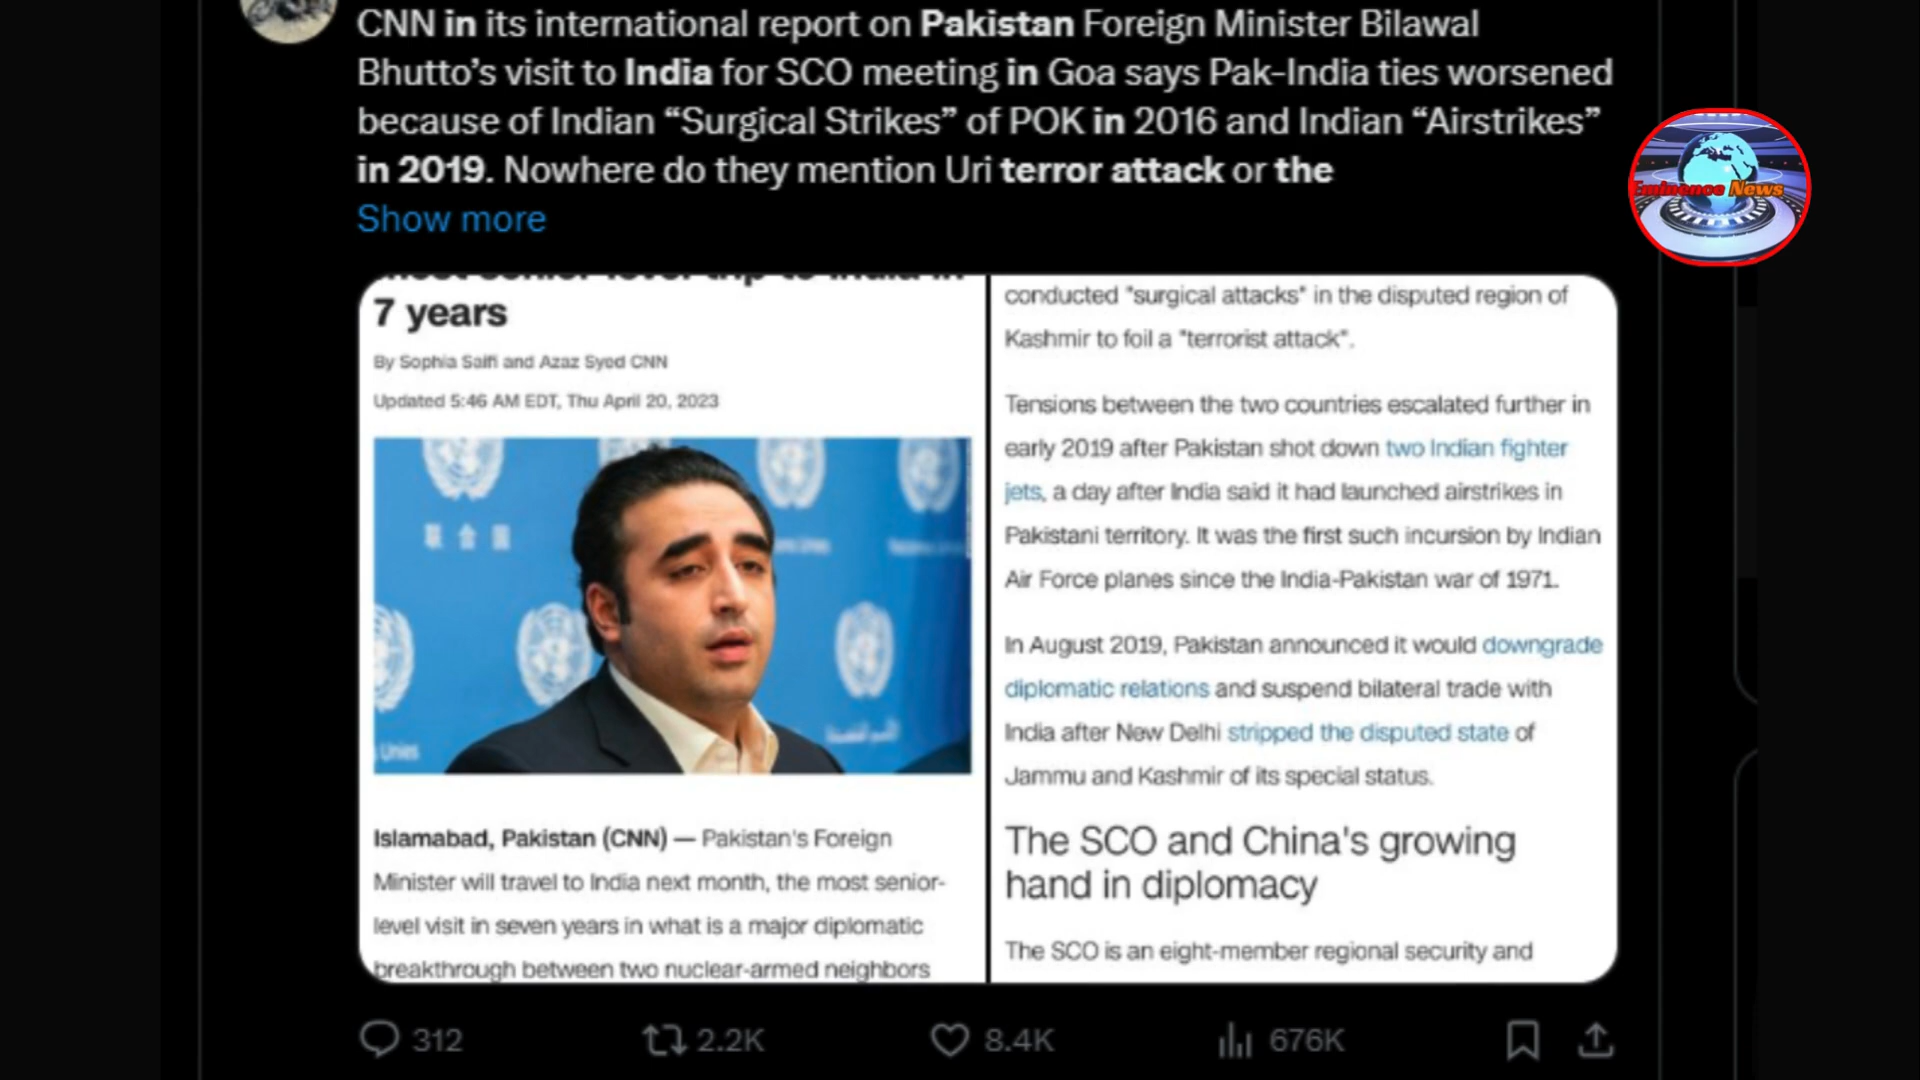 CNN in its international report on Pakistan Foreign Minister Bilawal
Bhutto’s visit to India for SCO meeting in Goa says Pak-India ties worsened
because of Indian “Surgical Strikes” of POK in 2016 and Indian “Airstrikes”
in 2019. Nowhere do they mention Uri terror attack or the
Show more
Eminence News
most senior-level trip to India in
7 years
By Sophia Saifi and Azaz Syed CNN
Updated 5:46 AM EDT, Thu April 20, 2023
联合国
Unies
Islamabad, Pakistan (CNN) — Pakistan's Foreign
Minister will travel to India next month, the most senior-
level visit in seven years in what is a major diplomatic
breakthrough between two nuclear-armed neighbors
conducted "surgical attacks" in the disputed region of
Kashmir to foil a "terrorist attack".
Tensions between the two countries escalated further in
early 2019 after Pakistan shot down two Indian fighter
jets, a day after India said it had launched airstrikes in
Pakistani territory. It was the first such incursion by Indian
Air Force planes since the India-Pakistan war of 1971.
In August 2019, Pakistan announced it would downgrade
diplomatic relations and suspend bilateral trade with
India after New Delhi stripped the disputed state of
Jammu and Kashmir of its special status.
The SCO and China's growing
hand in diplomacy
The SCO is an eight-member regional security and
312 2.2K 8.4K 676K